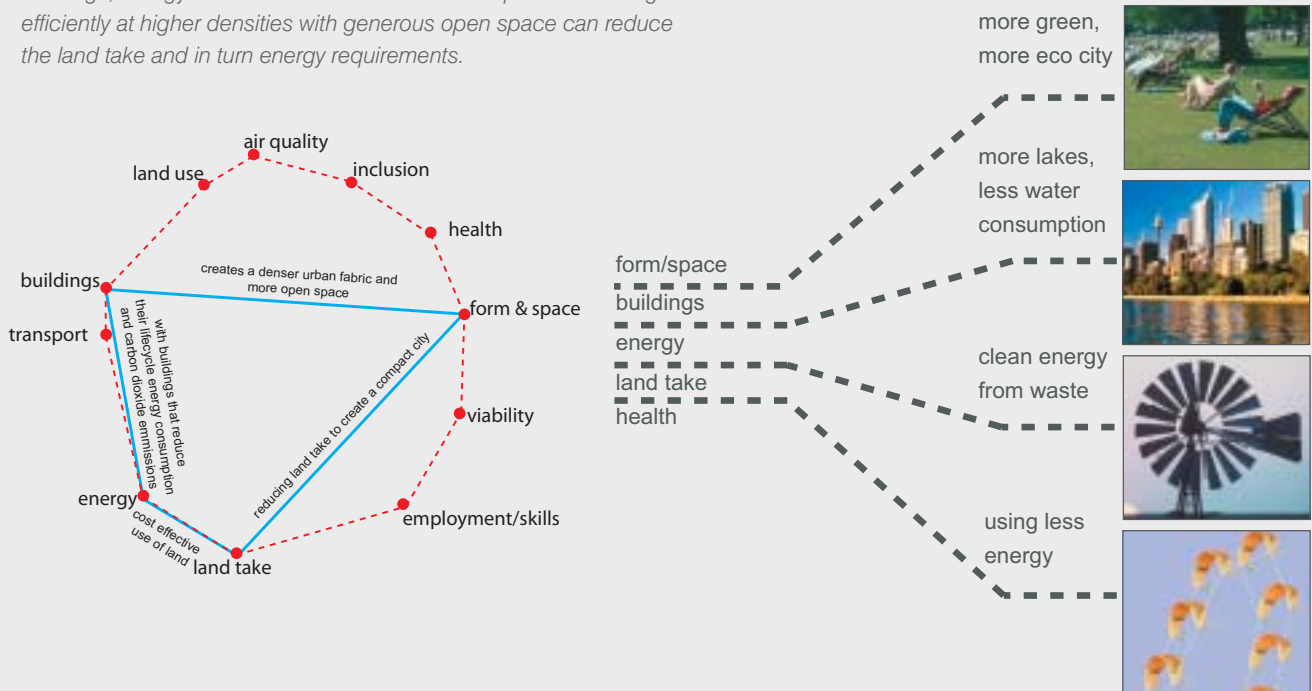 efficiently at higher densities with generous open space can reduce
the land take and in turn energy requirements.
air quality
land use
inclusion
health
buildings
creates a denser urban fabric and
more open space
form & space
transport
with buildings that reduce
their lifecycle energy consumption
and carbon dioxide emmissions
reducing land take to create a compact city
viability
energy
cost effective
use of land
employment/skills
land take
form/space
buildings
energy
land take
health
more green,
more eco city
more lakes,
less water
consumption
clean energy
from waste
using less
energy